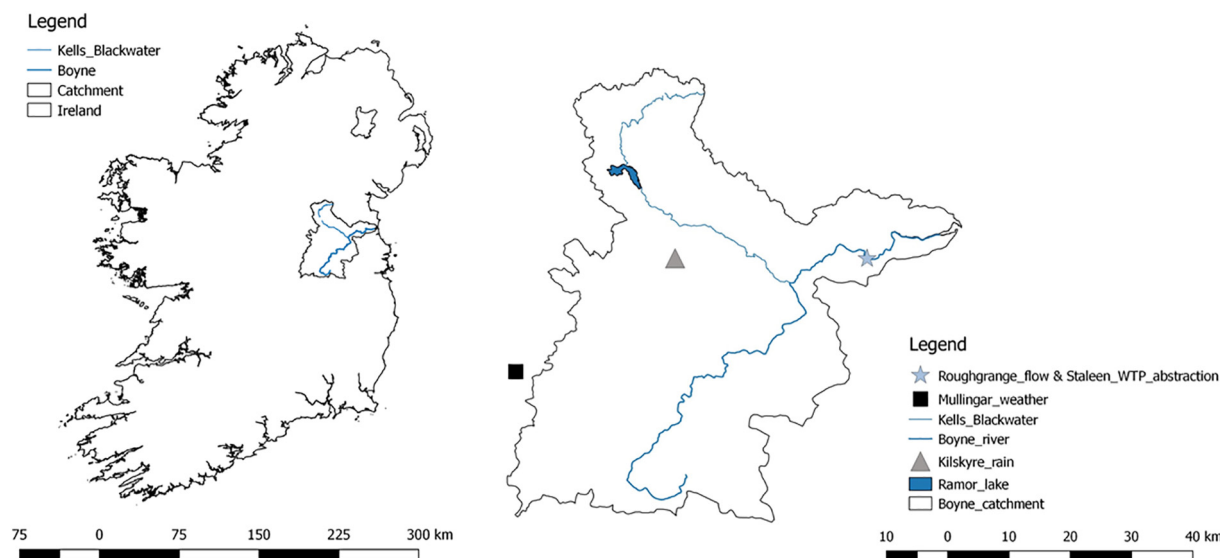 Legend
Kells_Blackwater
Boyne
Catchment
Ireland
75 0 75 150 225 300 km
Legend
Roughgrange_flow & Staleen_WTP_abstraction
Mullingar_weather
Kells_Blackwater
Boyne_river
Kilskyre_rain
Ramor_lake
Boyne_catchment
10 0 10 20 30 40 km